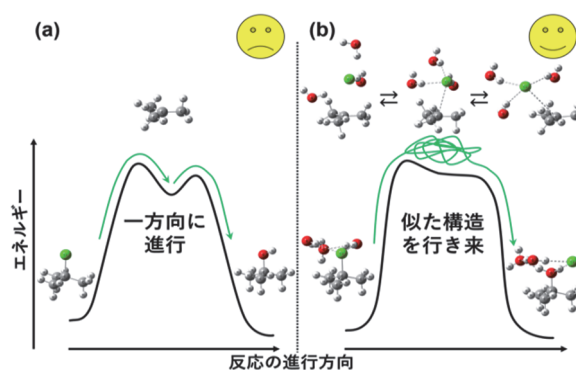 (a)
(b)
エネルギー
一方向に
進行
似た構造
を行き来
反応の進行方向